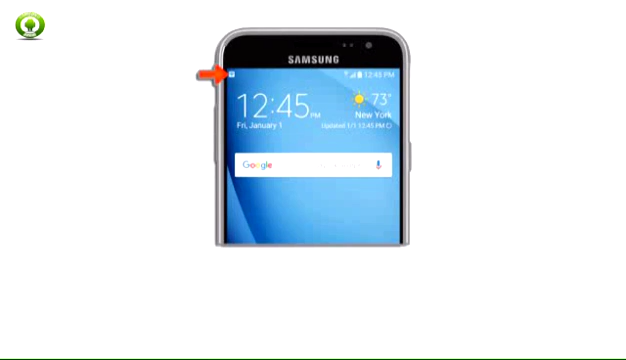 SAMSUNG
12:45 PM
12:45 PM
73°
Fri, January 1
New York
Updated 1/1 12:45 PM
Google